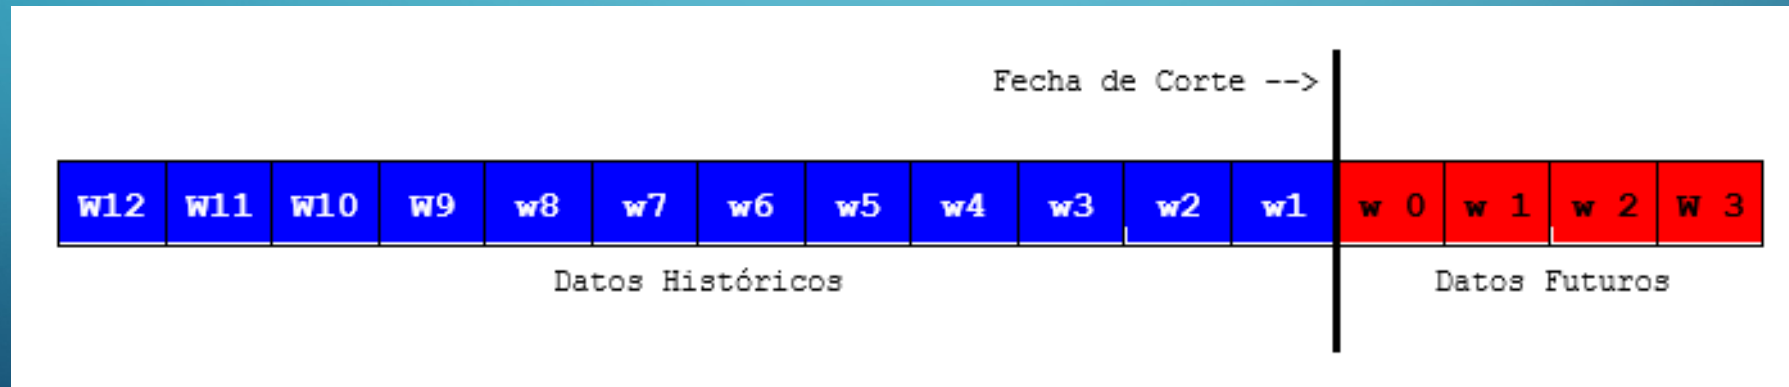 Fecha de Corte -->
W12 W11 W10 W9 w8 w7 w6 w5 w4 w3 w2 w1 w 0 w 1 w 2 W 3
Datos Históricos Datos Futuros